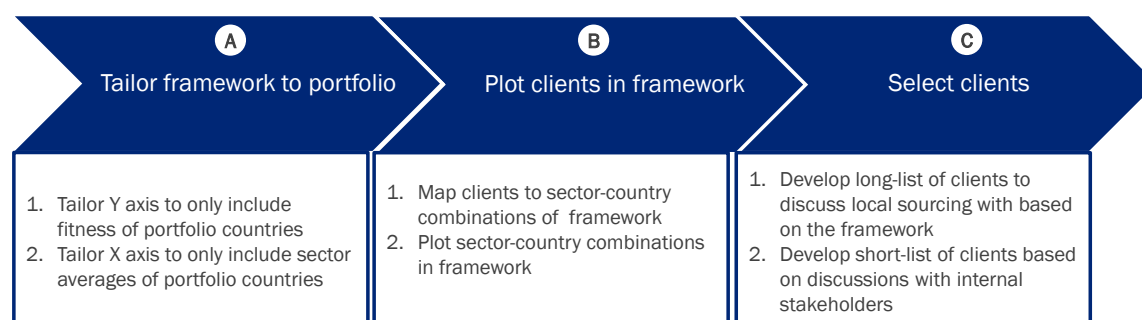 A
Tailor framework to portfolio
1. Tailor Y axis to only include
fitness of portfolio countries
2. Tailor X axis to only include sector
averages of portfolio countries
B
Plot clients in framework
1. Map clients to sector-country
combinations of framework
2. Plot sector-country combinations
in framework
C
Select clients
1. Develop long-list of clients to
discuss local sourcing with based
on the framework
2. Develop short-list of clients based
on discussions with internal
stakeholders